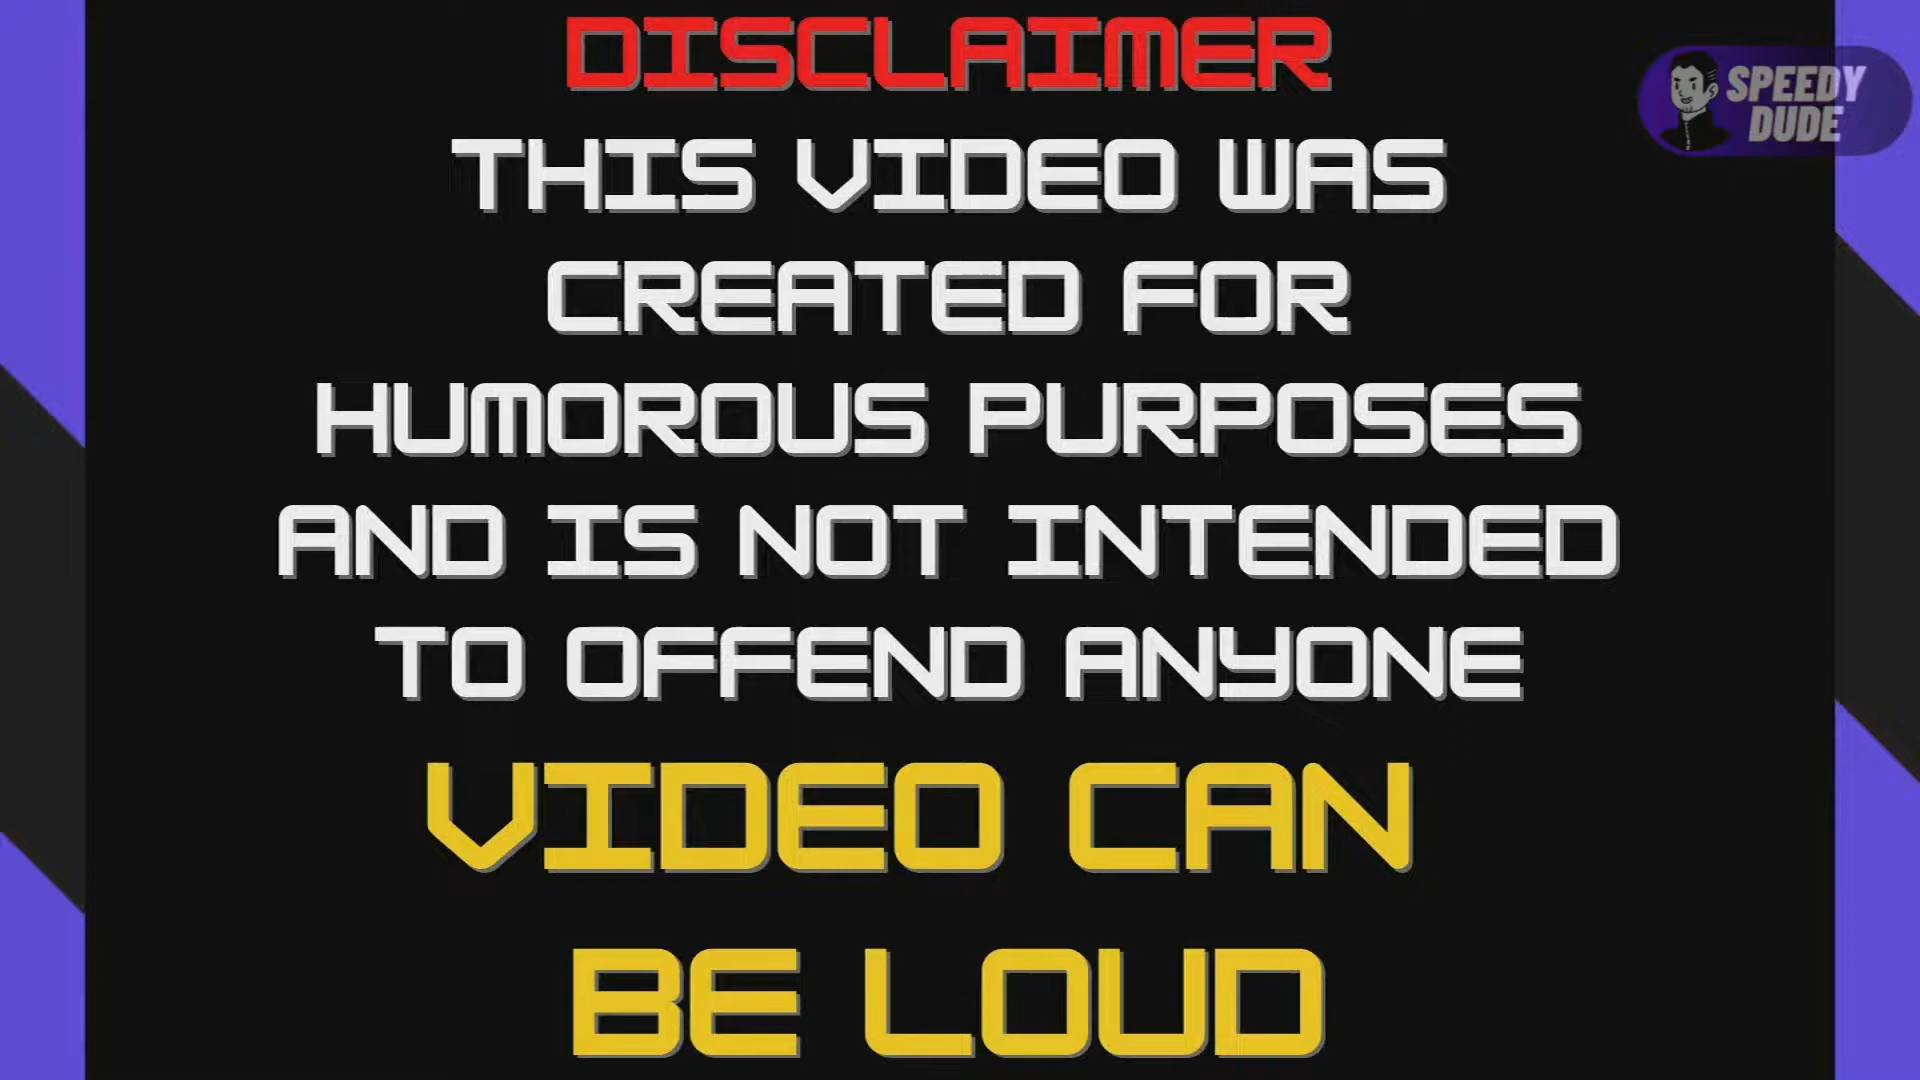 DISCLAIMER
SPEEDY
DUDE
THIS VIDEO WAS
CREATED FOR
HUMOROUS PURPOSES
AND IS NOT INTENDED
TO OFFEND ANYONE
VIDEO CAN
BE LOUD